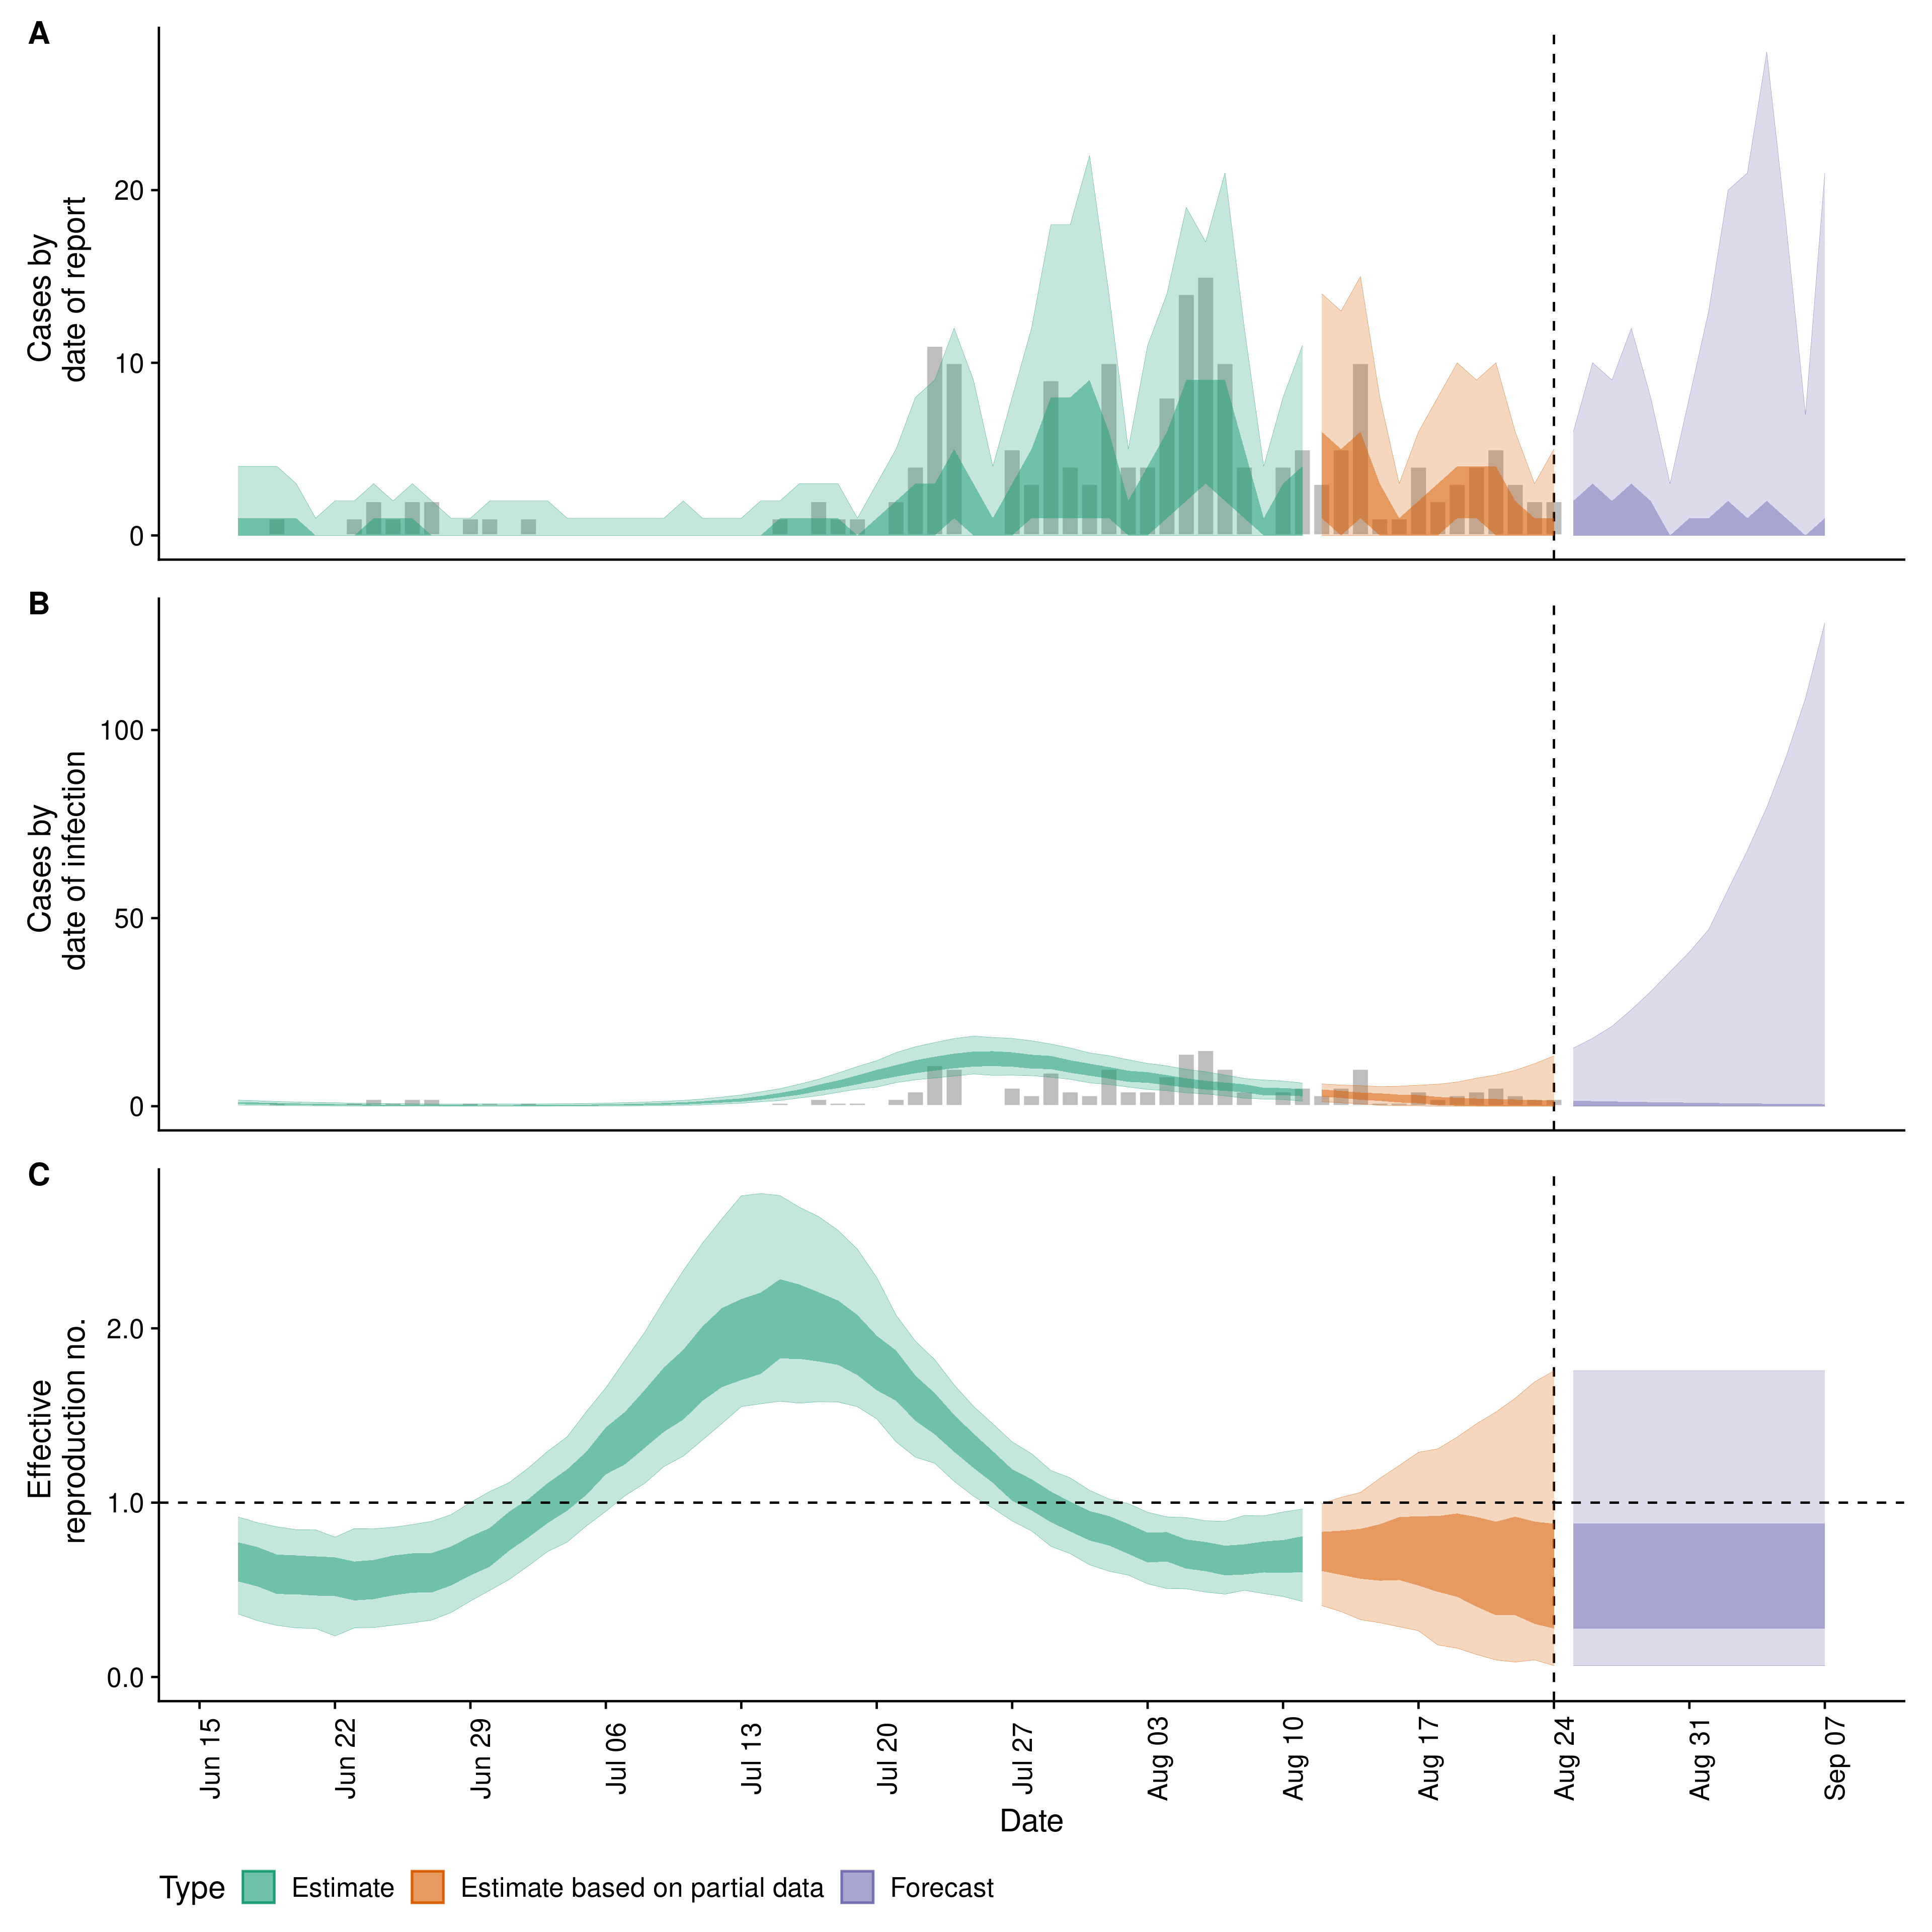 A
Cases by
date of report
20
10
0
B
Cases by
date of infection
100
50
0
C
Effective
reproduction no.
2.0
1.0
0.0
Jun 15
Jun 22
Jun 29
Jul 06
Jul 13
Jul 20
Jul 27
Aug 03
Aug 10
Aug 17
Aug 24
Aug 31
Sep 07
Date
Type Estimate Estimate based on partial data Forecast